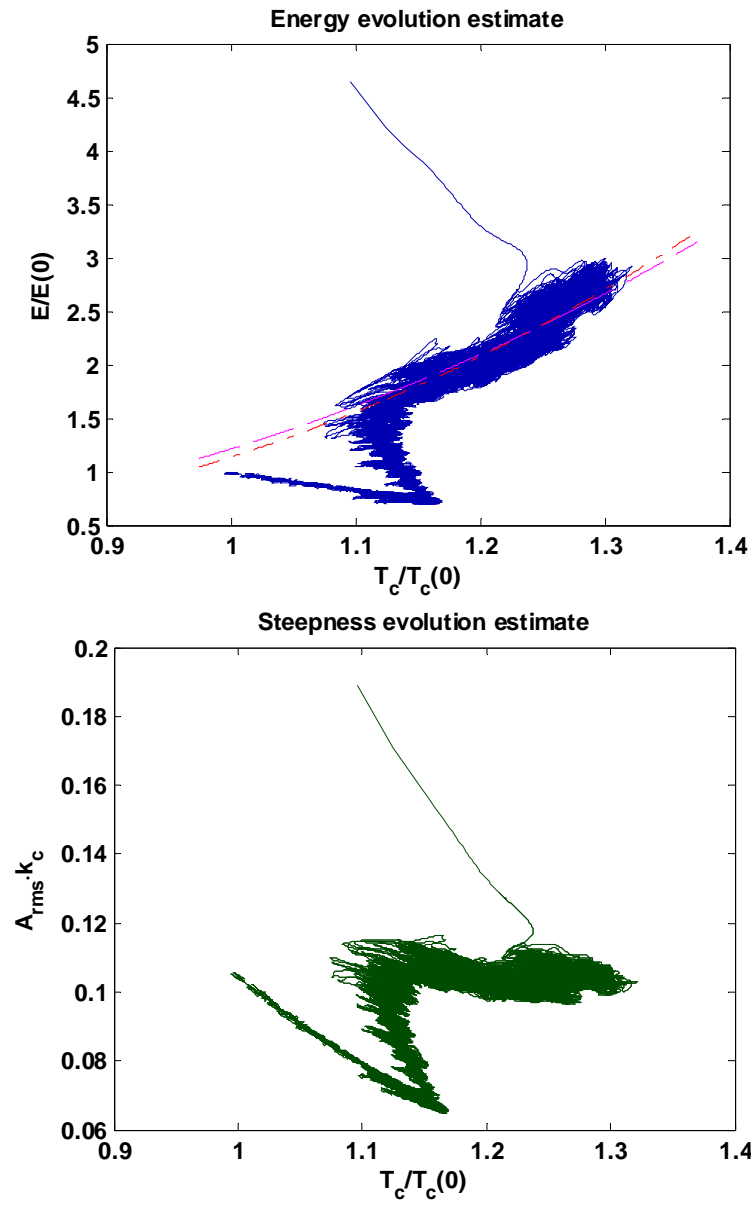 Energy evolution estimate
5
4.5
4
3.5
3
2.5
2
1.5
1
0.5
E/E(0)
0.9 1 1.1 1.2 1.3 1.4
T_c/T_c(0)
Steepness evolution estimate
0.2
0.18
0.16
0.14
0.12
0.1
0.08
0.06
A_rms·k_c
0.9 1 1.1 1.2 1.3 1.4
T_c/T_c(0)